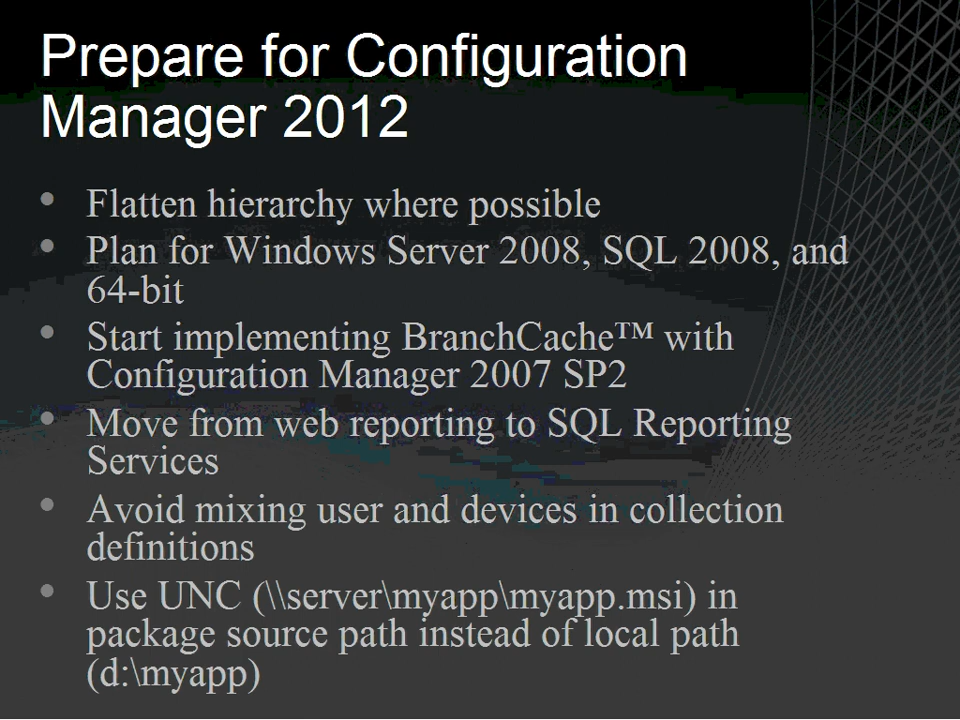 Prepare for Configuration
Manager 2012
• Flatten hierarchy where possible
• Plan for Windows Server 2008, SQL 2008, and
64-bit
• Start implementing BranchCache™ with
Configuration Manager 2007 SP2
• Move from web reporting to SQL Reporting
Services
• Avoid mixing user and devices in collection
definitions
• Use UNC (\\server\myapp\myapp.msi) in
package source path instead of local path
(d:\myapp)